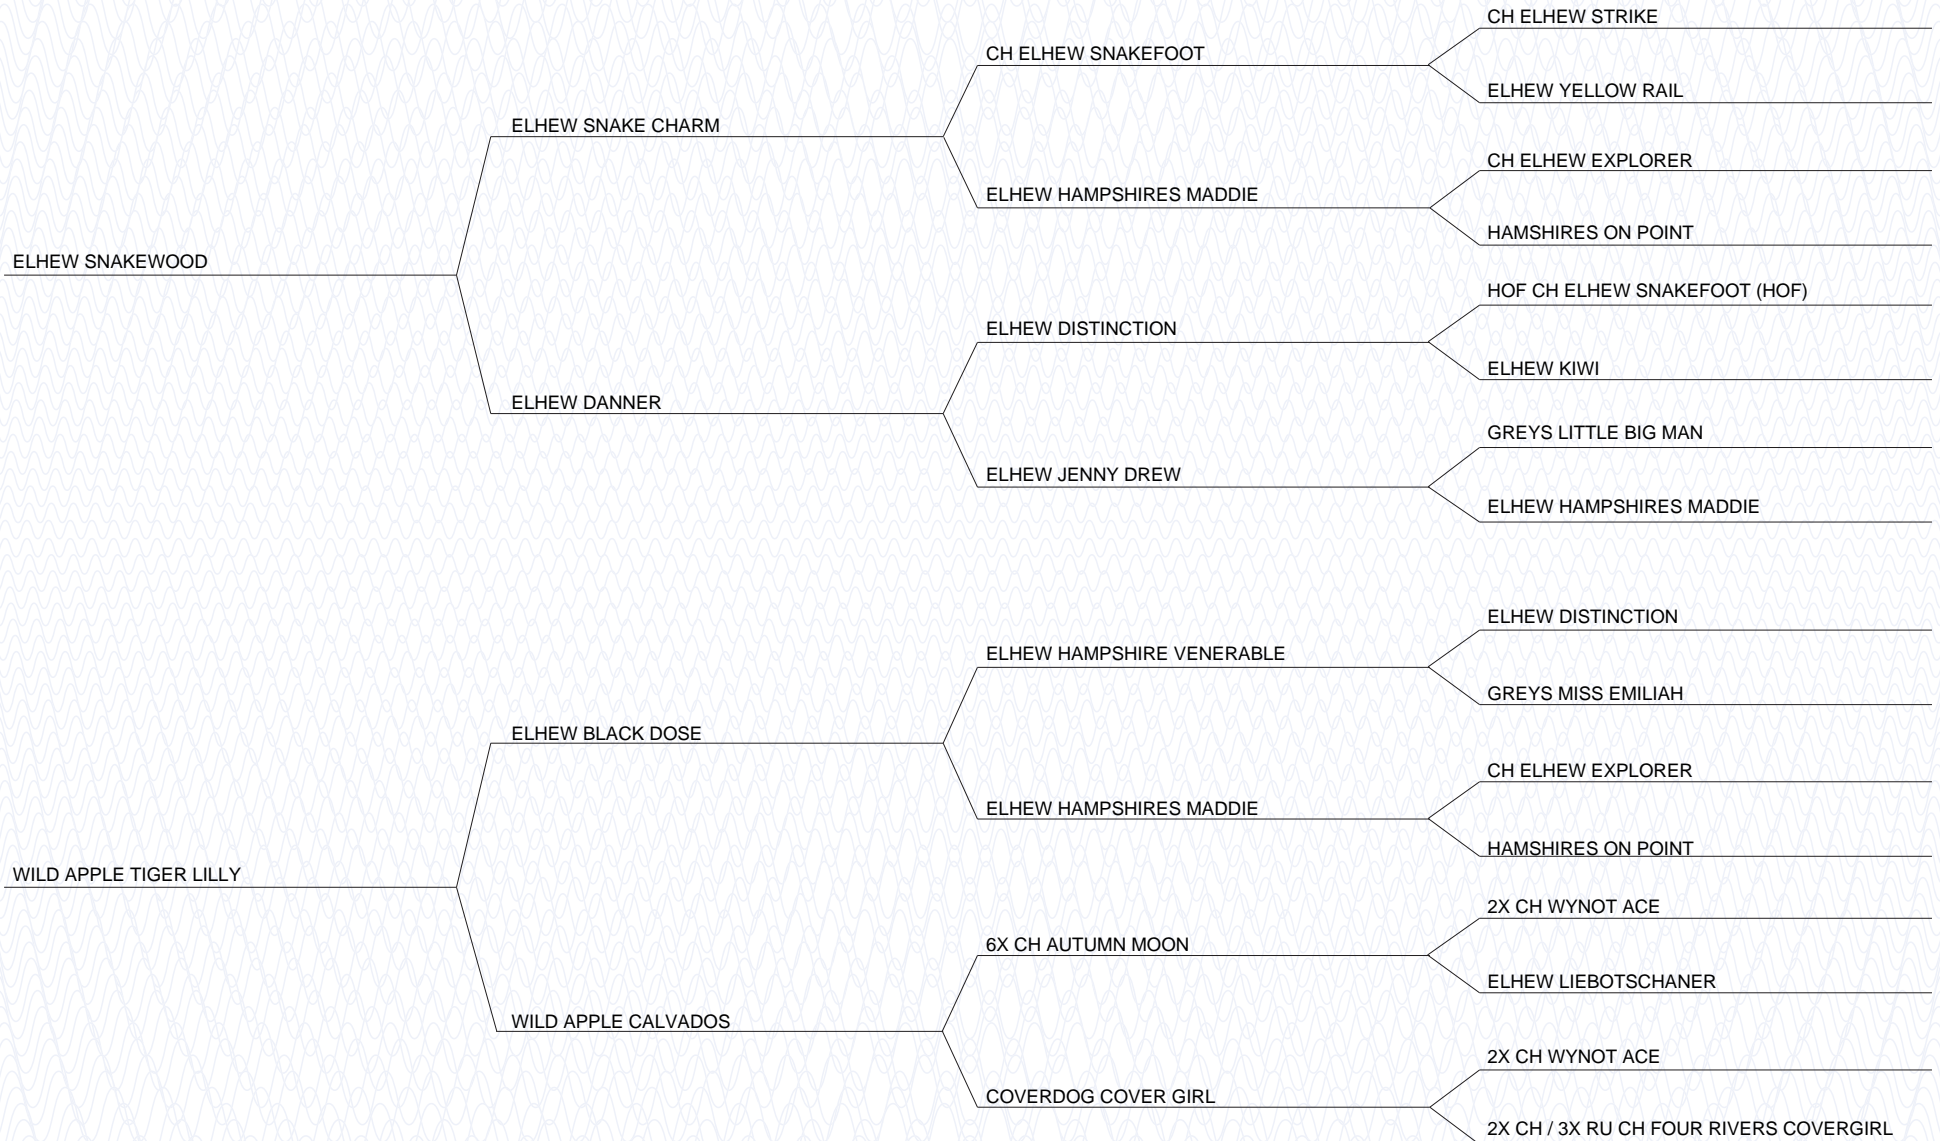 CH ELHEW STRIKE
CH ELHEW SNAKEFOOT
ELHEW YELLOW RAIL
ELHEW SNAKE CHARM
CH ELHEW EXPLORER
ELHEW HAMPSHIRES MADDIE
HAMSHIRES ON POINT
ELHEW SNAKEWOOD
HOF CH ELHEW SNAKEFOOT (HOF)
ELHEW DISTINCTION
ELHEW KIWI
ELHEW DANNER
GREYS LITTLE BIG MAN
ELHEW JENNY DREW
ELHEW HAMPSHIRES MADDIE
ELHEW DISTINCTION
ELHEW HAMPSHIRE VENERABLE
GREYS MISS EMILIAH
ELHEW BLACK DOSE
CH ELHEW EXPLORER
ELHEW HAMPSHIRES MADDIE
HAMSHIRES ON POINT
WILD APPLE TIGER LILLY
2X CH WYNOT ACE
6X CH AUTUMN MOON
ELHEW LIEBOTSCHANER
WILD APPLE CALVADOS
2X CH WYNOT ACE
COVERDOG COVER GIRL
2X CH / 3X RU CH FOUR RIVERS COVERGIRL